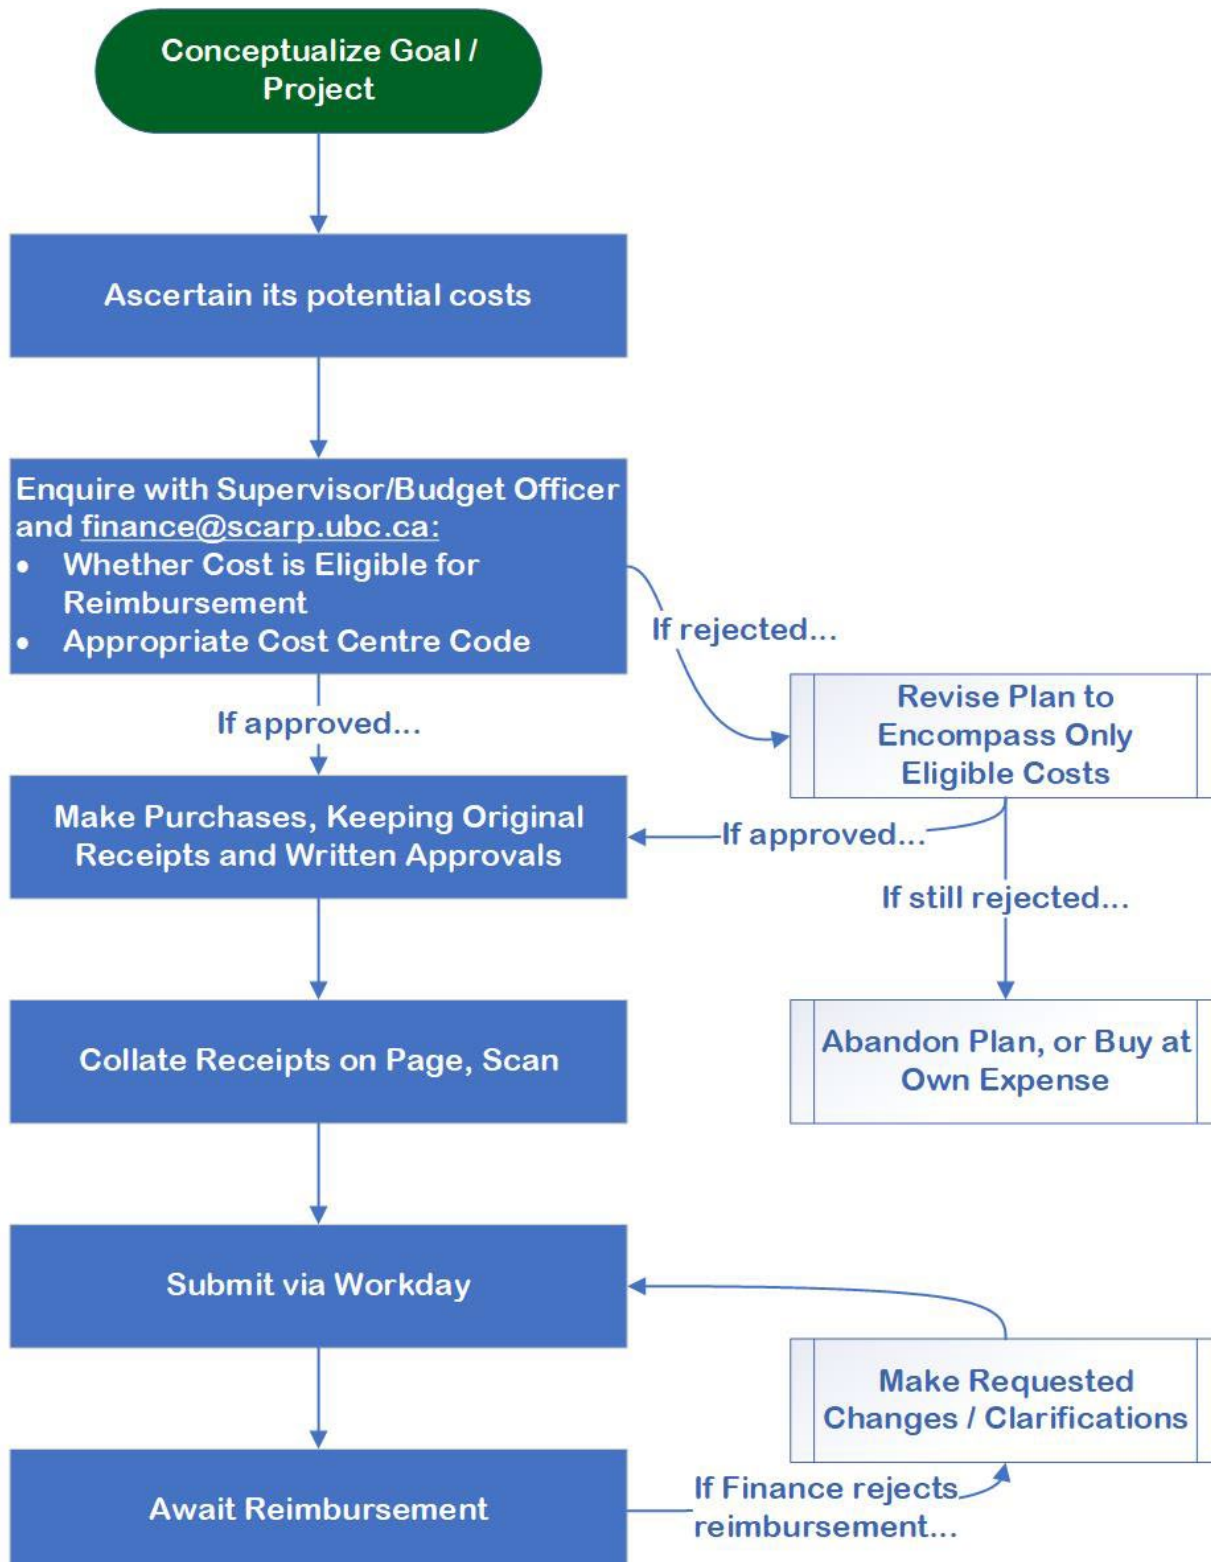 Conceptualize Goal /
Project
Ascertain its potential costs
Enquire with Supervisor/Budget Officer
and finance@scarp.ubc.ca:
• Whether Cost is Eligible for
Reimbursement
• Appropriate Cost Centre Code
If rejected...
If approved...
Revise Plan to
Encompass Only
Eligible Costs
Make Purchases, Keeping Original
Receipts and Written Approvals
If approved...
If still rejected...
Collate Receipts on Page, Scan
Abandon Plan, or Buy at
Own Expense
Submit via Workday
Make Requested
Changes / Clarifications
Await Reimbursement
If Finance rejects
reimbursement...